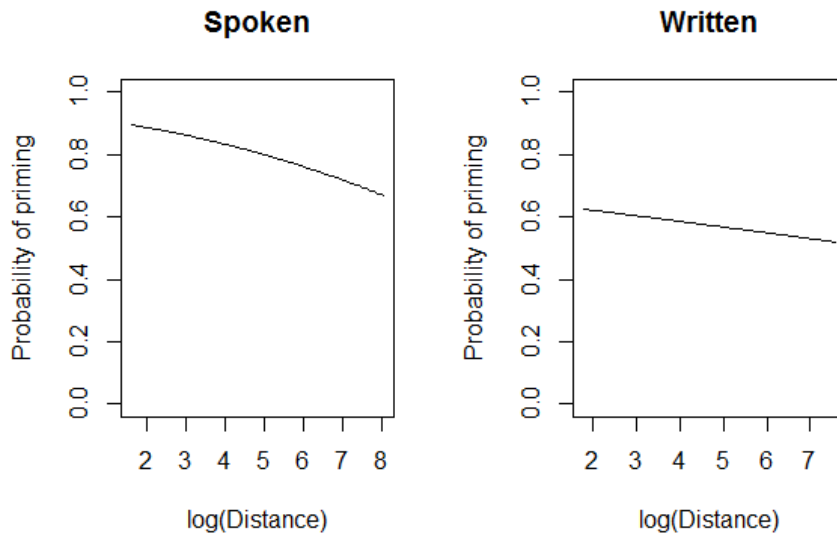 Spoken
Probability of priming
1.0
0.8
0.6
0.4
0.2
0.0
2 3 4 5 6 7 8
log(Distance)
Written
Probability of priming
1.0
0.8
0.6
0.4
0.2
0.0
2 3 4 5 6 7
log(Distance)